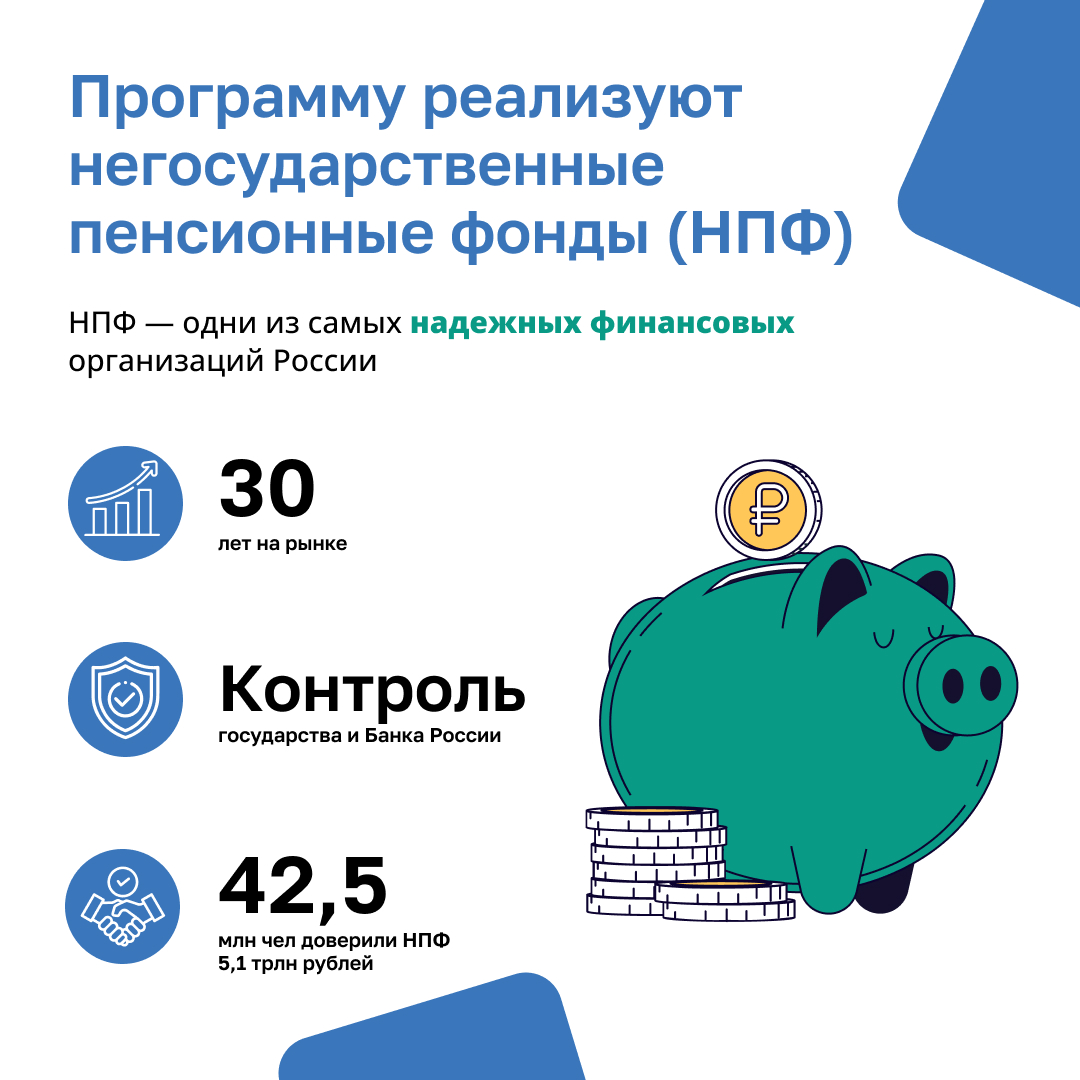 Программу реализуют
негосударственные
пенсионные фонды (НПФ)
НПФ — одни из самых надежных финансовых
организаций России
30
лет на рынке
Контроль
государства и Банка России
42,5
млн чел доверили НПФ
5,1 трлн рублей